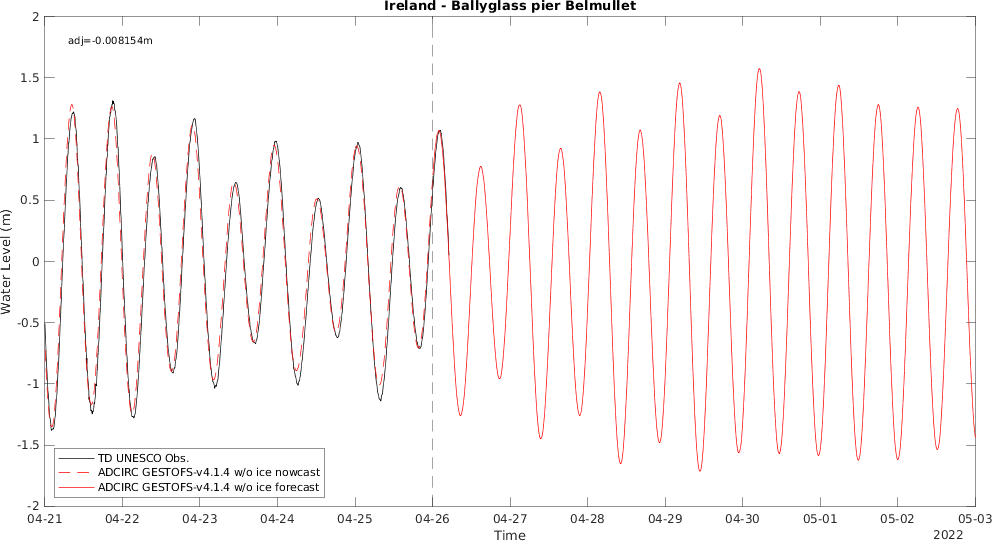 Ireland - Ballyglass pier Belmullet
adj=-0.008154m
2
1.5
1
0.5
0
-0.5
-1
-1.5
-2
Water Level (m)
TD UNESCO Obs.
ADCIRC GESTOFS-v4.1.4 w/o ice nowcast
ADCIRC GESTOFS-v4.1.4 w/o ice forecast
04-21 04-22 04-23 04-24 04-25 04-26 04-27 04-28 04-29 04-30 05-01 05-02 05-03
Time
2022